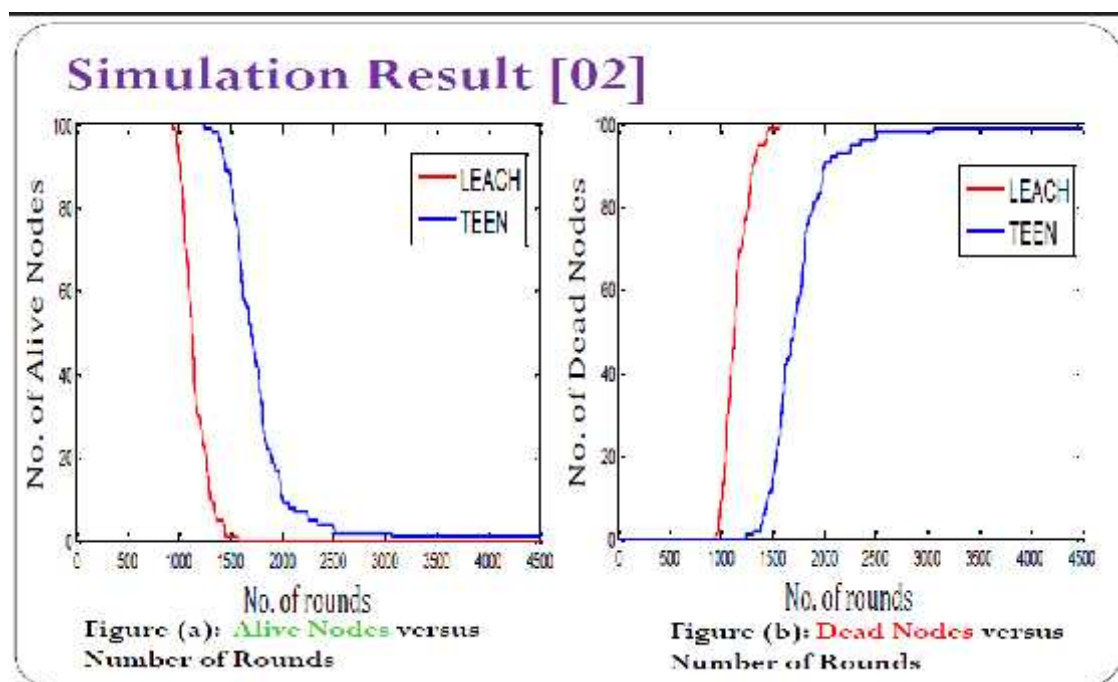 Simulation Result [02]
No. of Alive Nodes
100
80
60
40
20
0
LEACH
TEEN
0 500 1000 1500 2000 2500 3000 3500 4000 4500
No. of rounds
Figure (a): Alive Nodes versus
Number of Rounds
No. of Dead Nodes
100
80
60
40
20
0
LEACH
TEEN
0 500 1000 1500 2000 2500 3000 3500 4000 4500
No. of rounds
Figure (b): Dead Nodes versus
Number of Rounds